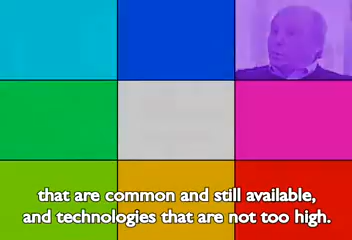 that are common and still available,
and technologies that are not too high.